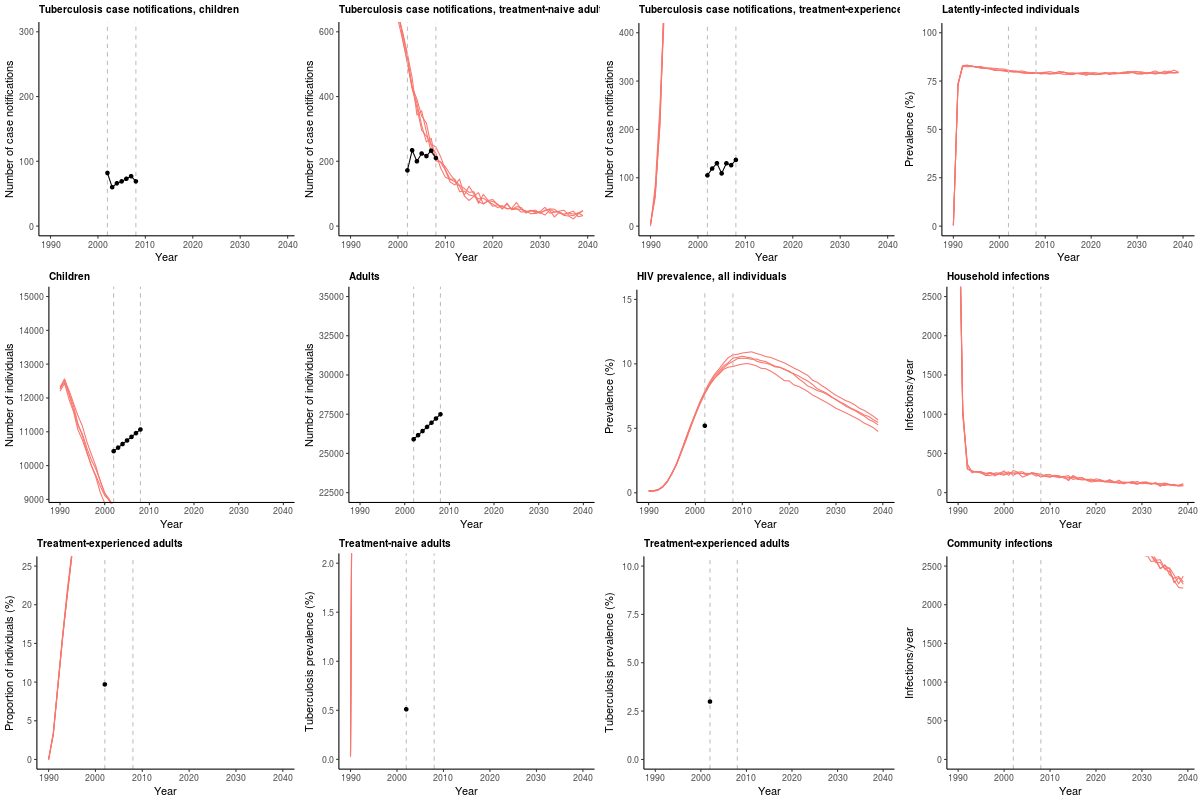 Tuberculosis case notifications, children
Number of case notifications
300
200
100
0
1990 2000 2010 2020 2030 2040
Year
Tuberculosis case notifications, treatment-naive
Number of case notifications
600
400
200
0
1990 2000 2010 2020 2030 2040
Year
Tuberculosis case notifications,
Number of case notifications
400
300
200
100
0
1990 2000 2010 2020 2030 2040
Year
Latently-infected individuals
Prevalence (%)
100
75
50
25
0
1990 2000 2010 2020 2030 2040
Year
Children
Number of individuals
15000
14000
13000
12000
11000
10000
9000
1990 2000 2010 2020 2030 2040
Year
Adults
Number of individuals
35000
32500
30000
27500
25000
22500
1990 2000 2010 2020 2030 2040
Year
HIV prevalence, all individuals
Prevalence (%)
15
10
5
0
1990 2000 2010 2020 2030 2040
Year
Household infections
Infections/year
2500
2000
1500
1000
500
0
1990 2000 2010 2020 2030 2040
Year
Treatment-experienced adults
Proportion of individuals (%)
25
20
15
10
5
0
1990 2000 2010 2020 2030 2040
Year
Treatment-naive adults
Tuberculosis prevalence (%)
2.0
1.5
1.0
0.5
0.0
1990 2000 2010 2020 2030 2040
Year
Treatment-experienced adults
Tuberculosis prevalence (%)
10.0
7.5
5.0
2.5
0.0
1990 2000 2010 2020 2030 2040
Year
Community infections
Infections/year
2500
2000
1500
1000
500
0
1990 2000 2010 2020 2030 2040
Year